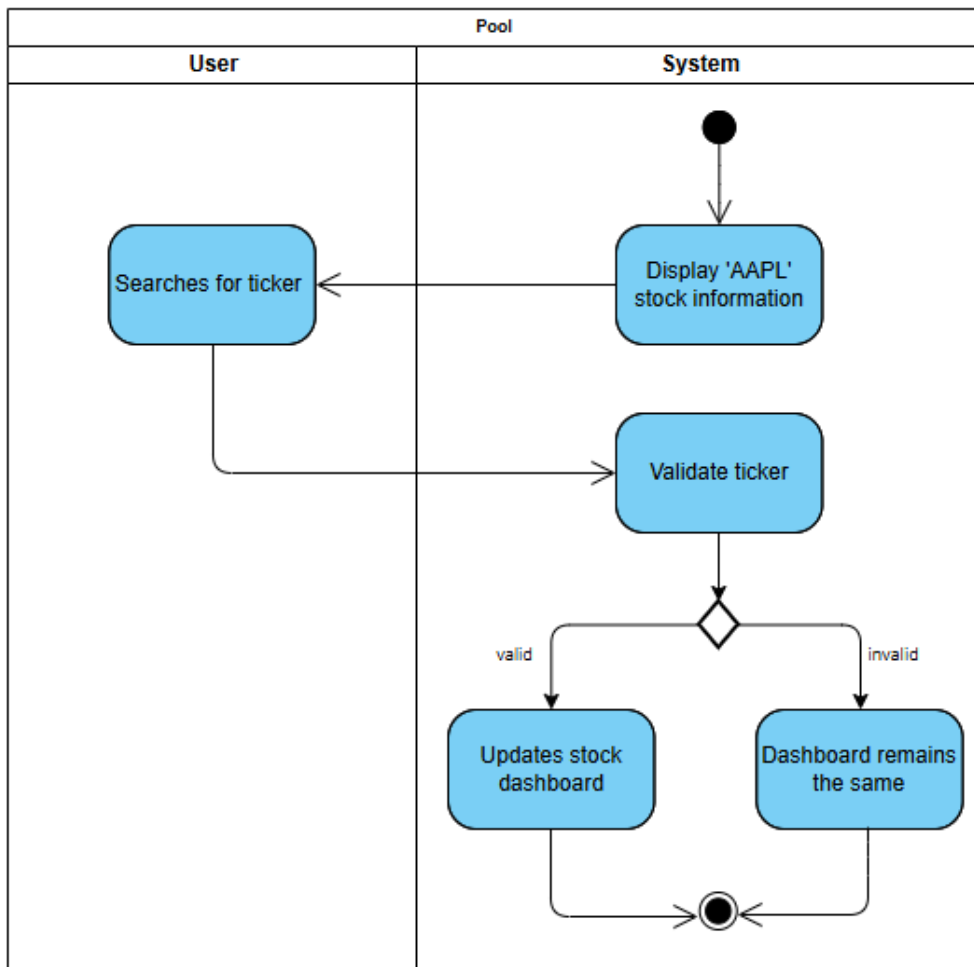 Pool
User
System
Display 'AAPL'
stock information
Searches for ticker
Validate ticker
valid
invalid
Updates stock
dashboard
Dashboard remains
the same